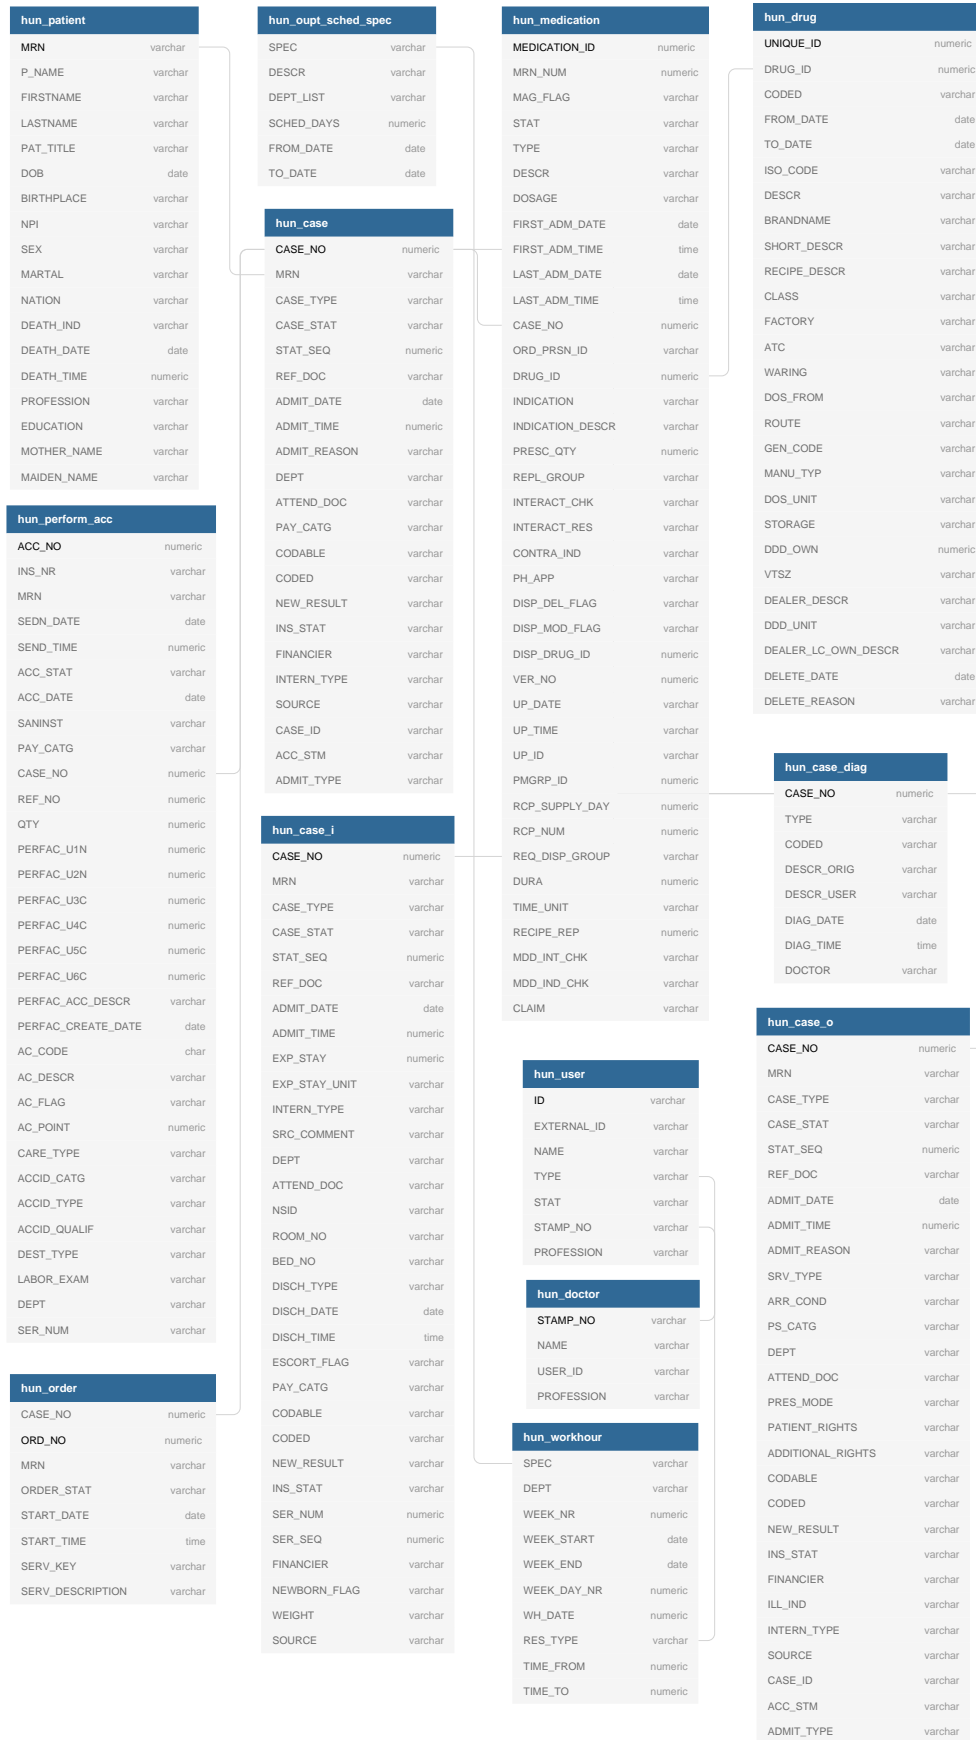 hun_patient
MRN varchar
P_NAME varchar
FIRSTNAME varchar
LASTNAME varchar
PAT_TITLE varchar
DOB date
BIRTHPLACE varchar
NPI varchar
SEX varchar
MARTAL varchar
NATION varchar
DEATH_IND varchar
DEATH_DATE date
DEATH_TIME numeric
PROFESSION varchar
EDUCATION varchar
MOTHER_NAME varchar
MAIDEN_NAME varchar
hun_perform_acc
ACC_NO numeric
INS_NR varchar
MRN varchar
SEDN_DATE date
SEND_TIME numeric
ACC_STAT varchar
ACC_DATE date
SANINST varchar
PAY_CATG varchar
CASE_NO numeric
REF_NO numeric
QTY numeric
PERFAC_U1N numeric
PERFAC_U2N numeric
PERFAC_U3C numeric
PERFAC_U4C numeric
PERFAC_U5C numeric
PERFAC_U6C numeric
PERFAC_ACC_DESCR varchar
PERFAC_CREATE_DATE date
AC_CODE char
AC_DESCR varchar
AC_FLAG varchar
AC_POINT numeric
CARE_TYPE varchar
ACCID_CATG varchar
ACCID_TYPE varchar
ACCID_QUALIF varchar
DEST_TYPE varchar
LABOR_EXAM varchar
DEPT varchar
SER_NUM varchar
hun_order
CASE_NO numeric
ORD_NO numeric
MRN varchar
ORDER_STAT varchar
START_DATE date
START_TIME time
SERV_KEY varchar
SERV_DESCRIPTION varchar
hun_oupt_sched_spec
SPEC varchar
DESCR varchar
DEPT_LIST varchar
SCHED_DAYS numeric
FROM_DATE date
TO_DATE date
hun_case
CASE_NO numeric
MRN varchar
CASE_TYPE varchar
CASE_STAT varchar
STAT_SEQ numeric
REF_DOC varchar
ADMIT_DATE date
ADMIT_TIME numeric
ADMIT_REASON varchar
DEPT varchar
ATTEND_DOC varchar
PAY_CATG varchar
CODABLE varchar
CODED varchar
NEW_RESULT varchar
INS_STAT varchar
FINANCIER varchar
INTERN_TYPE varchar
SOURCE varchar
CASE_ID varchar
ACC_STM varchar
ADMIT_TYPE varchar
hun_case_i
CASE_NO numeric
MRN varchar
CASE_TYPE varchar
CASE_STAT varchar
STAT_SEQ numeric
REF_DOC varchar
ADMIT_DATE date
ADMIT_TIME numeric
EXP_STAY numeric
EXP_STAY_UNIT varchar
INTERN_TYPE varchar
SRC_COMMENT varchar
DEPT varchar
ATTEND_DOC varchar
NSID varchar
ROOM_NO varchar
BED_NO varchar
DISCH_TYPE varchar
DISCH_DATE date
DISCH_TIME time
ESCORT_FLAG varchar
PAY_CATG varchar
CODABLE varchar
CODED varchar
NEW_RESULT varchar
INS_STAT varchar
SER_NUM numeric
SER_SEQ numeric
FINANCIER varchar
NEWBORN_FLAG varchar
WEIGHT varchar
SOURCE varchar
hun_medication
MEDICATION_ID numeric
MRN_NUM numeric
MAG_FLAG varchar
STAT varchar
TYPE varchar
DESCR varchar
DOSAGE varchar
FIRST_ADM_DATE date
FIRST_ADM_TIME time
LAST_ADM_DATE date
LAST_ADM_TIME time
CASE_NO numeric
ORD_PRSN_ID varchar
DRUG_ID numeric
INDICATION varchar
INDICATION_DESCR varchar
PRESC_QTY numeric
REPL_GROUP varchar
INTERACT_CHK varchar
INTERACT_RES varchar
CONTRA_IND varchar
PH_APP varchar
DISP_DEL_FLAG varchar
DISP_MOD_FLAG varchar
DISP_DRUG_ID numeric
VER_NO numeric
UP_DATE varchar
UP_TIME varchar
UP_ID varchar
PMGRP_ID numeric
RCP_SUPPLY_DAY numeric
RCP_NUM numeric
REQ_DISP_GROUP varchar
DURA numeric
TIME_UNIT varchar
RECIPE_REP numeric
MDD_INT_CHK varchar
MDD_IND_CHK varchar
CLAIM varchar
hun_user
ID varchar
EXTERNAL_ID varchar
NAME varchar
TYPE varchar
STAT varchar
STAMP_NO varchar
PROFESSION varchar
hun_doctor
STAMP_NO varchar
NAME varchar
USER_ID varchar
PROFESSION varchar
hun_workhour
SPEC varchar
DEPT varchar
WEEK_NR numeric
WEEK_START date
WEEK_END date
WEEK_DAY_NR numeric
WH_DATE numeric
RES_TYPE varchar
TIME_FROM numeric
TIME_TO numeric
hun_drug
UNIQUE_ID numeric
DRUG_ID numeric
CODED varchar
FROM_DATE date
TO_DATE date
ISO_CODE varchar
DESCR varchar
BRANDNAME varchar
SHORT_DESCR varchar
RECIPE_DESCR varchar
CLASS varchar
FACTORY varchar
ATC varchar
WARING varchar
DOS_FROM varchar
ROUTE varchar
GEN_CODE varchar
MANU_TYP varchar
DOS_UNIT varchar
STORAGE varchar
DDD_OWN numeric
VTSZ varchar
DEALER_DESCR varchar
DDD_UNIT varchar
DEALER_LC_OWN_DESCR varchar
DELETE_DATE date
DELETE_REASON varchar
hun_case_diag
CASE_NO numeric
TYPE varchar
CODED varchar
DESCR_ORIG varchar
DESCR_USER varchar
DIAG_DATE date
DIAG_TIME time
DOCTOR varchar
hun_case_o
CASE_NO numeric
MRN varchar
CASE_TYPE varchar
CASE_STAT varchar
STAT_SEQ numeric
REF_DOC varchar
ADMIT_DATE date
ADMIT_TIME numeric
ADMIT_REASON varchar
SRV_TYPE varchar
ARR_COND varchar
PS_CATG varchar
DEPT varchar
ATTEND_DOC varchar
PRES_MODE varchar
PATIENT_RIGHTS varchar
ADDITIONAL_RIGHTS varchar
CODABLE varchar
CODED varchar
NEW_RESULT varchar
INS_STAT varchar
FINANCIER varchar
ILL_IND varchar
INTERN_TYPE varchar
SOURCE varchar
CASE_ID varchar
ACC_STM varchar
ADMIT_TYPE varchar